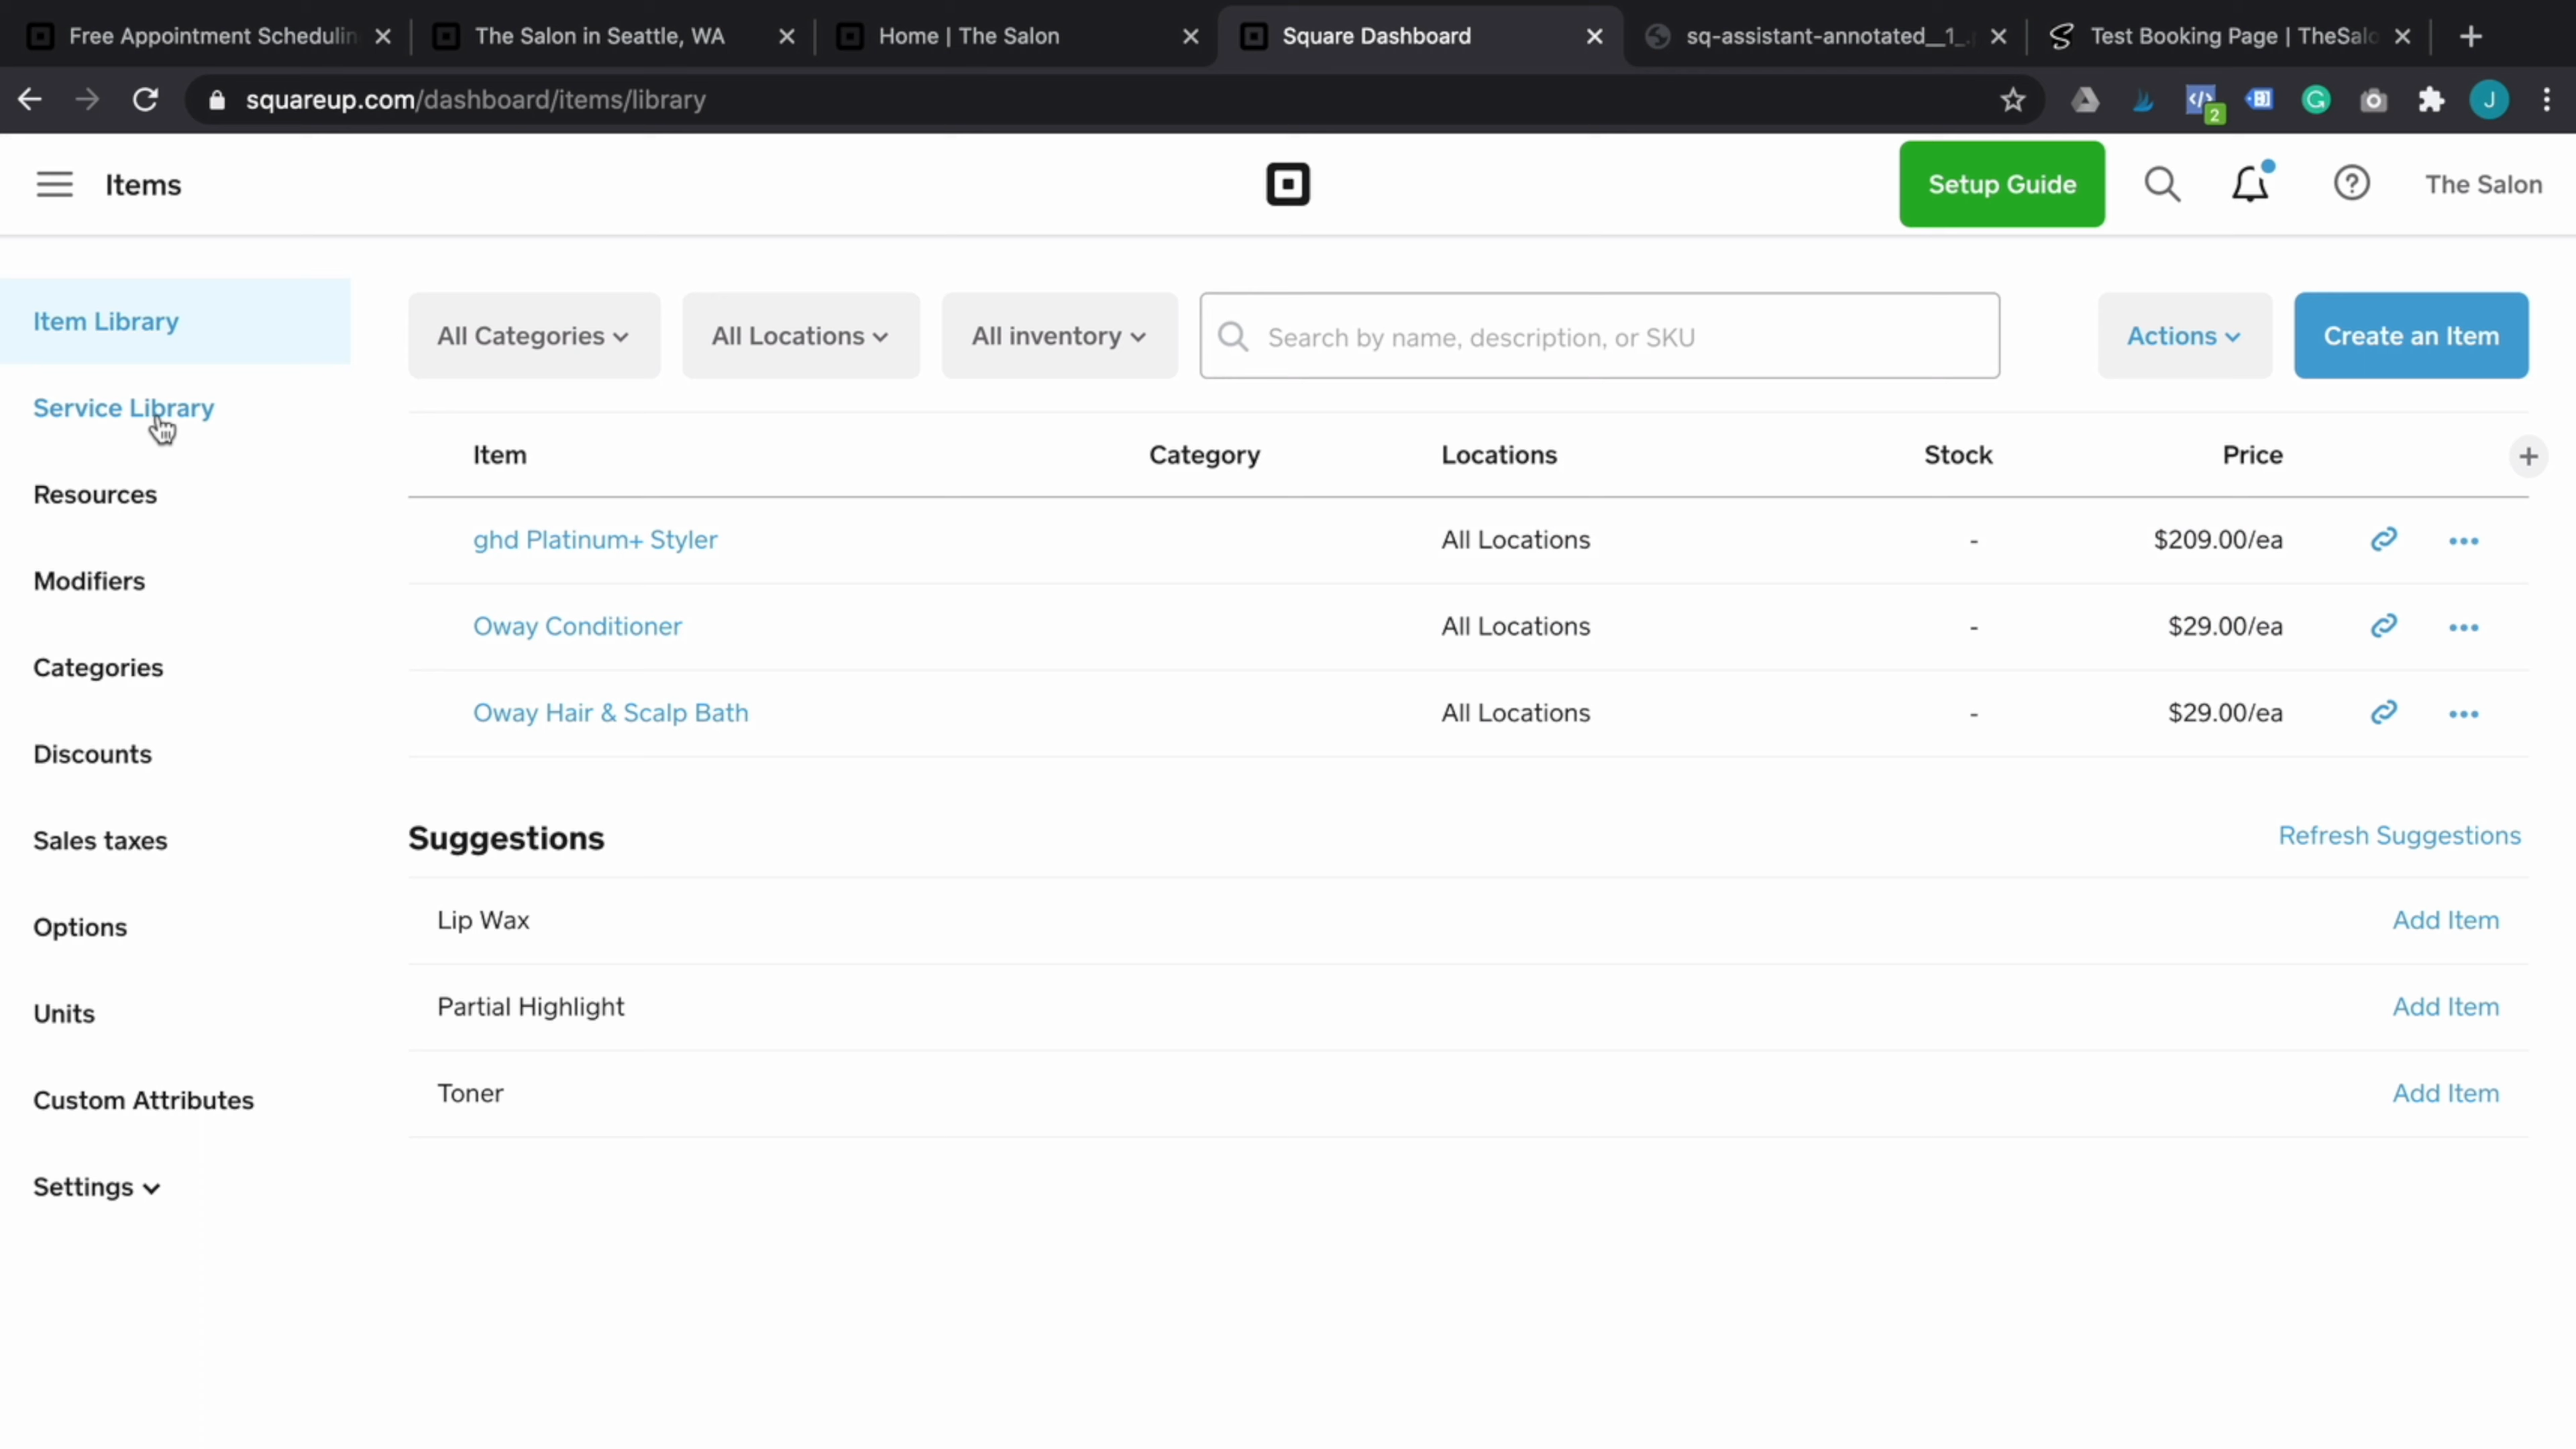 Free Appointment Schedulin
The Salon in Seattle, WA
Home | The Salon
Square Dashboard
sq-assistant-annotated__1_.
Test Booking Page | TheSalo
squareup.com/dashboard/items/library
2
J
Items
Setup Guide
The Salon
Item Library
Service Library
Resources
Modifiers
Categories
Discounts
Sales taxes
Options
Units
Custom Attributes
Settings
All Categories
All Locations
All inventory
Search by name, description, or SKU
Actions
Create an Item
Item Category Locations Stock Price
ghd Platinum+ Styler All Locations - $209.00/ea
Oway Conditioner All Locations - $29.00/ea
Oway Hair & Scalp Bath All Locations - $29.00/ea
Suggestions
Refresh Suggestions
Lip Wax Add Item
Partial Highlight Add Item
Toner Add Item